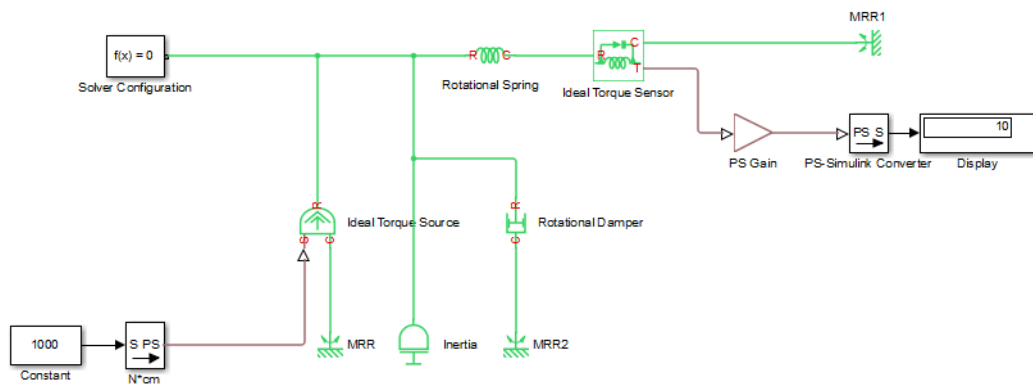 MRR1
f(x) = 0
R
C
R
C
T
Solver Configuration
Rotational Spring
Ideal Torque Sensor
10
PS S
PS Gain
PS-Simulink Converter
Display
R
Ideal Torque Source
S
C
R
Rotational Damper
C
1000
S PS
MRR
Inertia
MRR2
Constant
N*cm